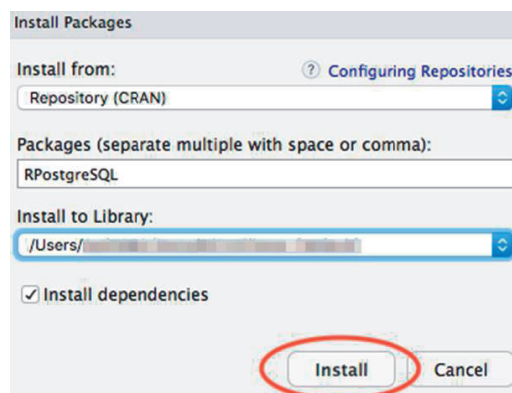 Install Packages
Install from:
? Configuring Repositories
Repository (CRAN)
Packages (separate multiple with space or comma):
RPostgreSQL
Install to Library:
/Users/
Install dependencies
Install Cancel